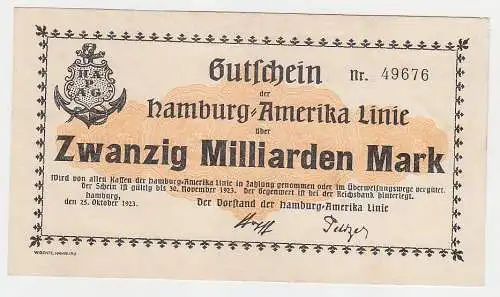 H A
P
A G
Gutschein Nr. 49676
der
Hamburg-Amerika Linie
über
Zwanzig Milliarden Mark
Wird von allen Kassen der Hamburg-Amerika Linie in Zahlung genommen oder im Überweisungswege vergütet.
Der Schein ist gültig bis 30. November 1923. Der Gegenwert ist bei der Reichsbank hinterlegt.
Hamburg,
den 25. Oktober 1923. Der Vorstand der Hamburg-Amerika Linie